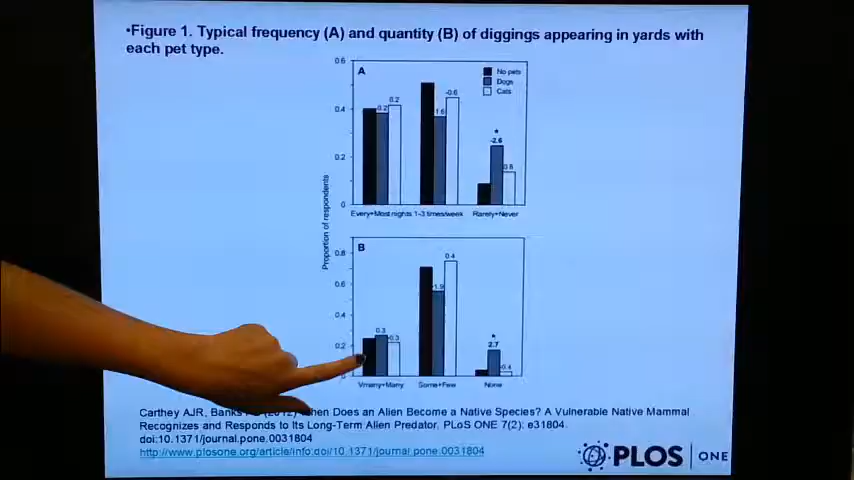 •Figure 1. Typical frequency (A) and quantity (B) of diggings appearing in yards with
each pet type.
0.6
A
No pets
Dogs
Cats
0.4
0.2
0.2
-0.6
-1.6
0.2
*
-2.6
0.8
0
Every+Most nights 1-3 times/week Rarely+Never
Proportion of respondents
B
0.8
0.4
0.6
-1.9
0.4
0.3
-0.3
*
2.7
0.2
-0.4
Vmany+Many Some+Few None
Carthey AJR, Banks When Does an Alien Become a Native Species? A Vulnerable Native Mammal
Recognizes and Responds to Its Long-Term Alien Predator. PLoS ONE 7(2): e31804.
doi:10.1371/journal.pone.0031804
http://www.plosone.org/article/info:doi/10.1371/journal.pone.0031804
PLOS ONE